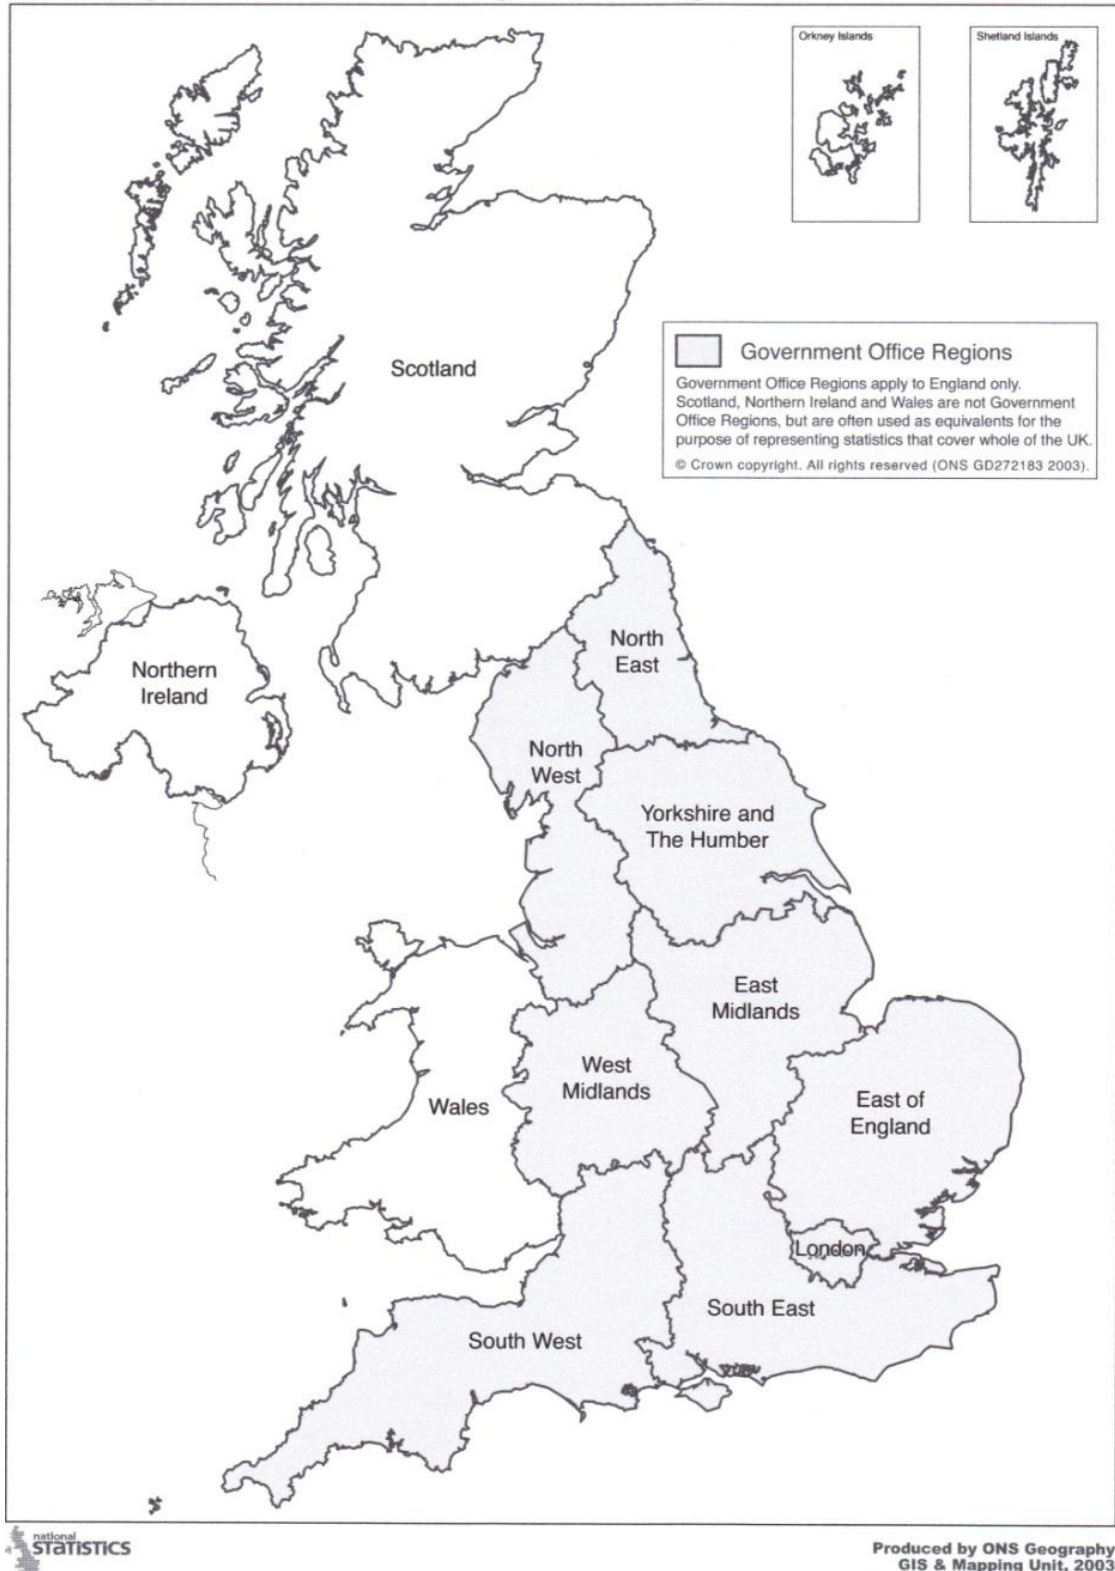 Orkney Islands
Shetland Islands
Government Office Regions
Government Office Regions apply to England only.
Scotland, Northern Ireland and Wales are not Government
Office Regions, but are often used as equivalents for the
purpose of representing statistics that cover whole of the UK.
© Crown copyright. All rights reserved (ONS GD272183 2003).
Scotland
Northern
Ireland
North
East
North
West
Yorkshire and
The Humber
East
Midlands
West
Midlands
Wales
East of
England
London
South East
South West
national
STATISTICS
Produced by ONS Geography
GIS & Mapping Unit, 2003